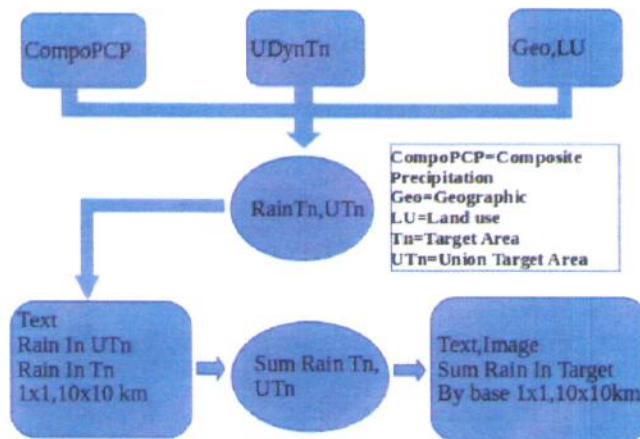 CompoPCP
UDynTn
Geo,LU
CompoPCP=Composite
Precipitation
Geo=Geographic
LU=Land use
Tn=Target Area
UTn=Union Target Area
RainTn,UTn
Text
Rain In UTn
Rain In Tn
1x1,10x10 km
Sum Rain Tn,
UTn
Text,Image
Sum Rain In Target
By base 1x1,10x10km